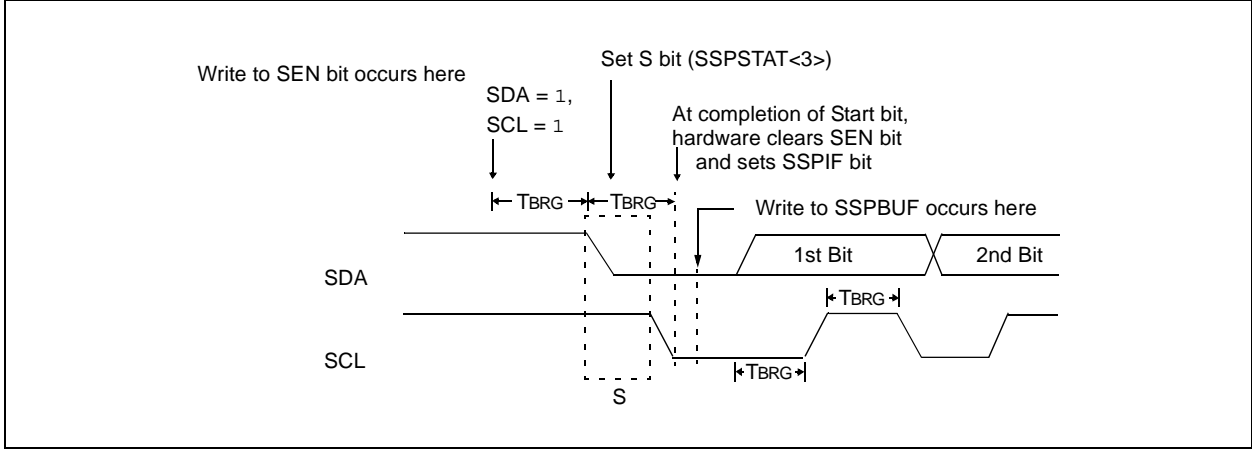 Set S bit (SSPSTAT<3>)
Write to SEN bit occurs here
SDA = 1,
SCL = 1
At completion of Start bit,
hardware clears SEN bit
and sets SSPIF bit
TBRG
TBRG
Write to SSPBUF occurs here
1st Bit
2nd Bit
SDA
TBRG
SCL
TBRG
S